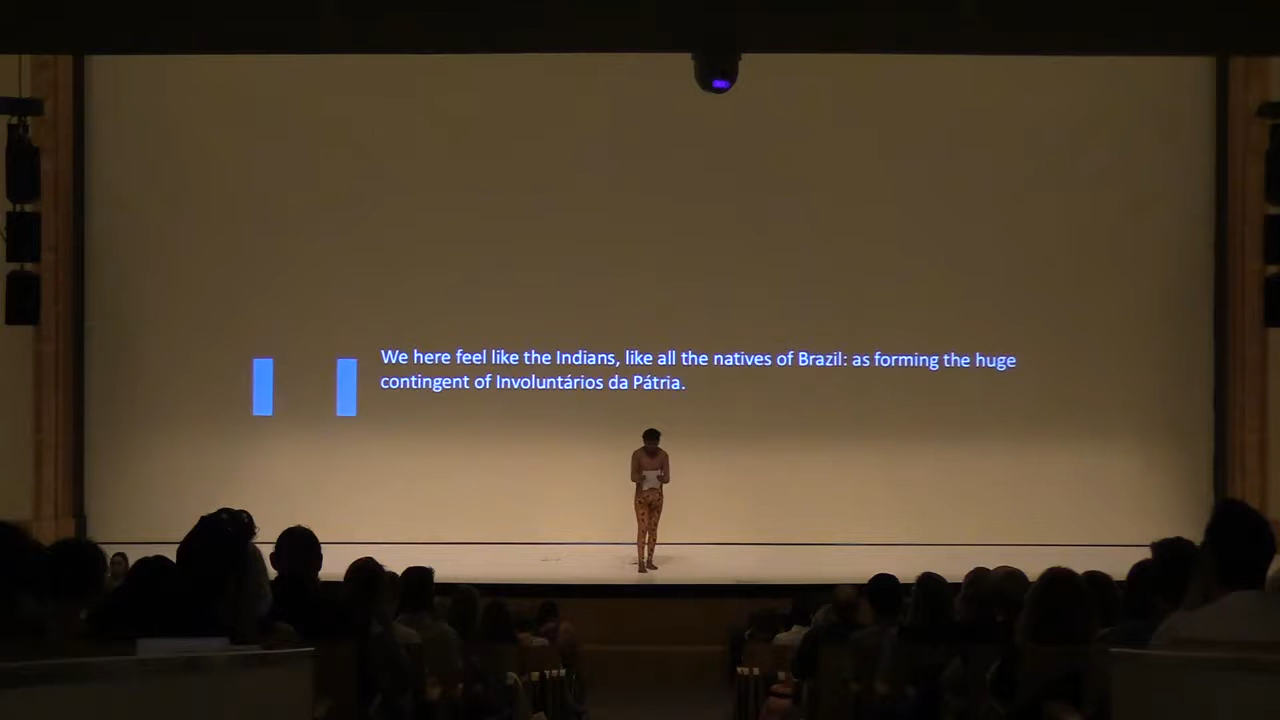 We here feel like the Indians, like all the natives of Brazil: as forming the huge
contingent of Involuntários da Pátria.